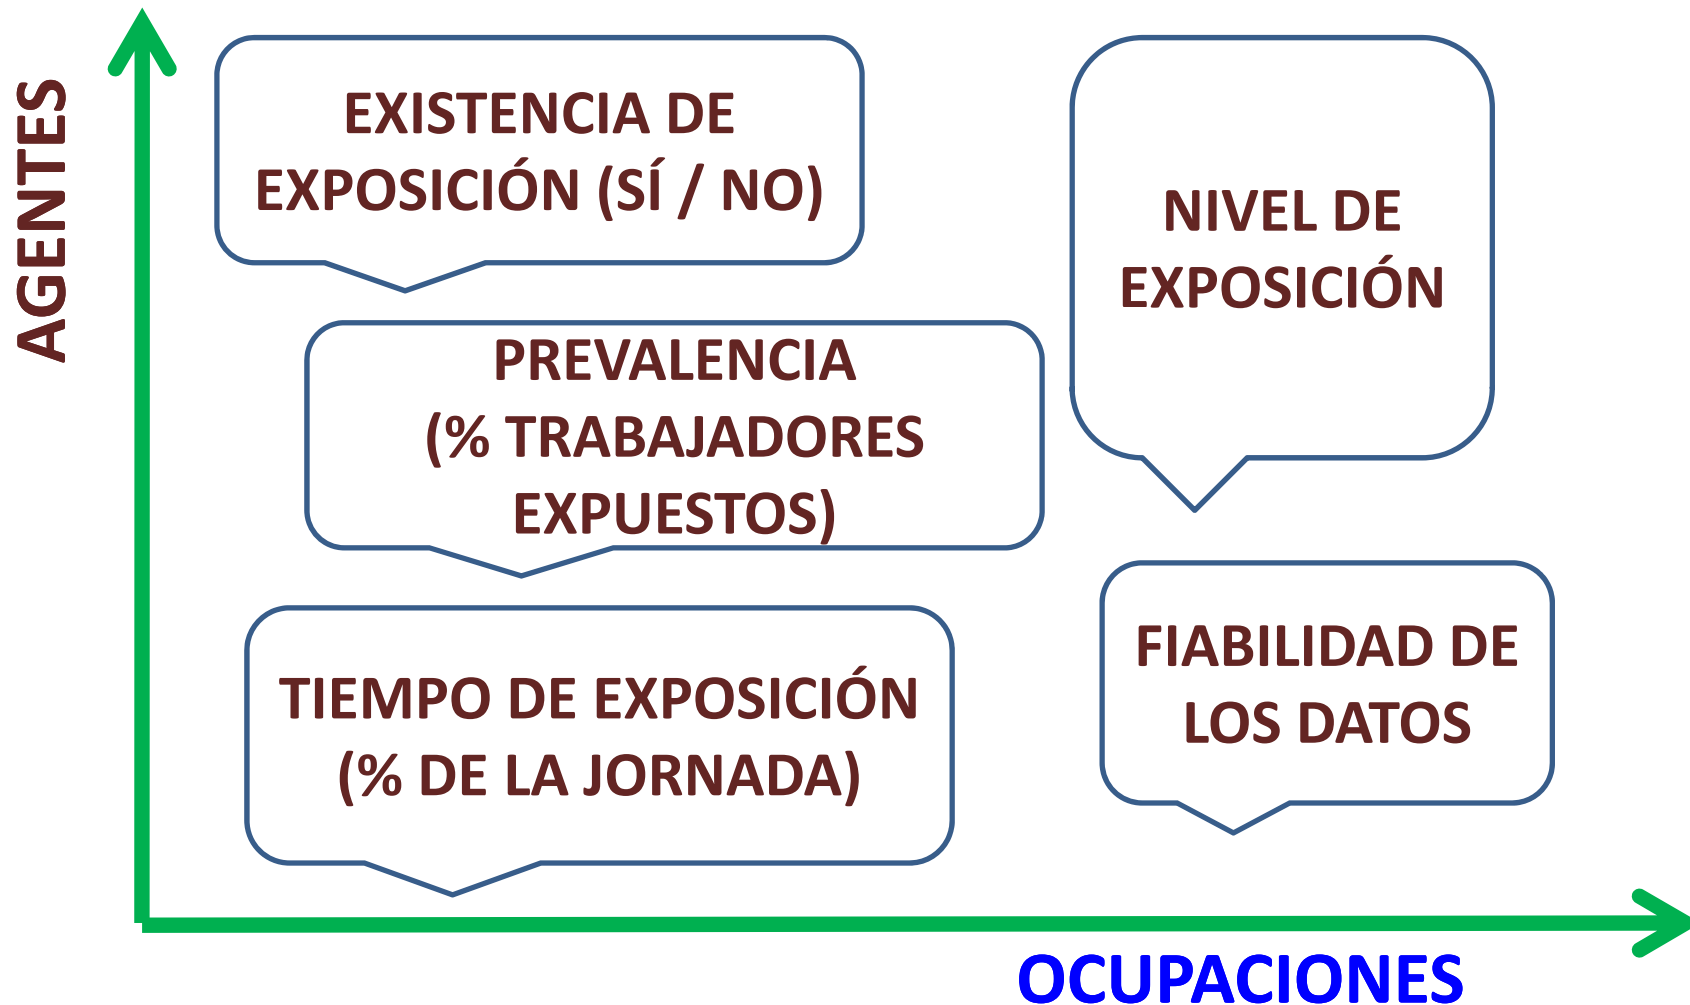 AGENTES
EXISTENCIA DE
EXPOSICIÓN (SÍ / NO)
PREVALENCIA
(% TRABAJADORES
EXPUESTOS)
TIEMPO DE EXPOSICIÓN
(% DE LA JORNADA)
NIVEL DE
EXPOSICIÓN
FIABILIDAD DE
LOS DATOS
OCUPACIONES